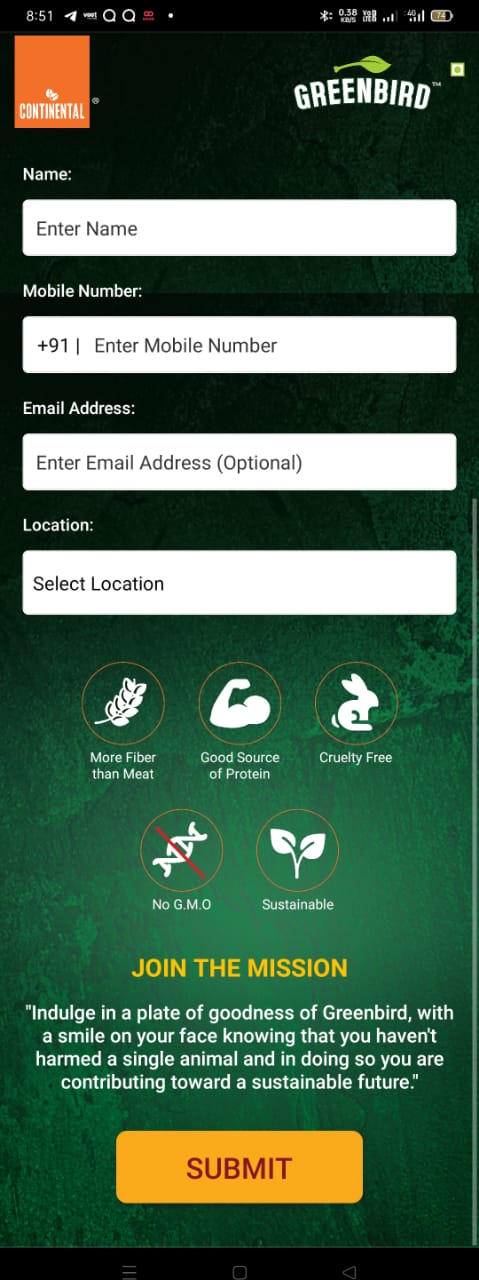 8:51
0.38
KB/S
4G
74
CONTINENTAL
®
GREENBIRD™
Name:
Enter Name
Mobile Number:
+91 | Enter Mobile Number
Email Address:
Enter Email Address (Optional)
Location:
Select Location
More Fiber
than Meat
Good Source
of Protein
Cruelty Free
No G.M.O
Sustainable
JOIN THE MISSION
"Indulge in a plate of goodness of Greenbird, with
a smile on your face knowing that you haven't
harmed a single animal and in doing so you are
contributing toward a sustainable future."
SUBMIT